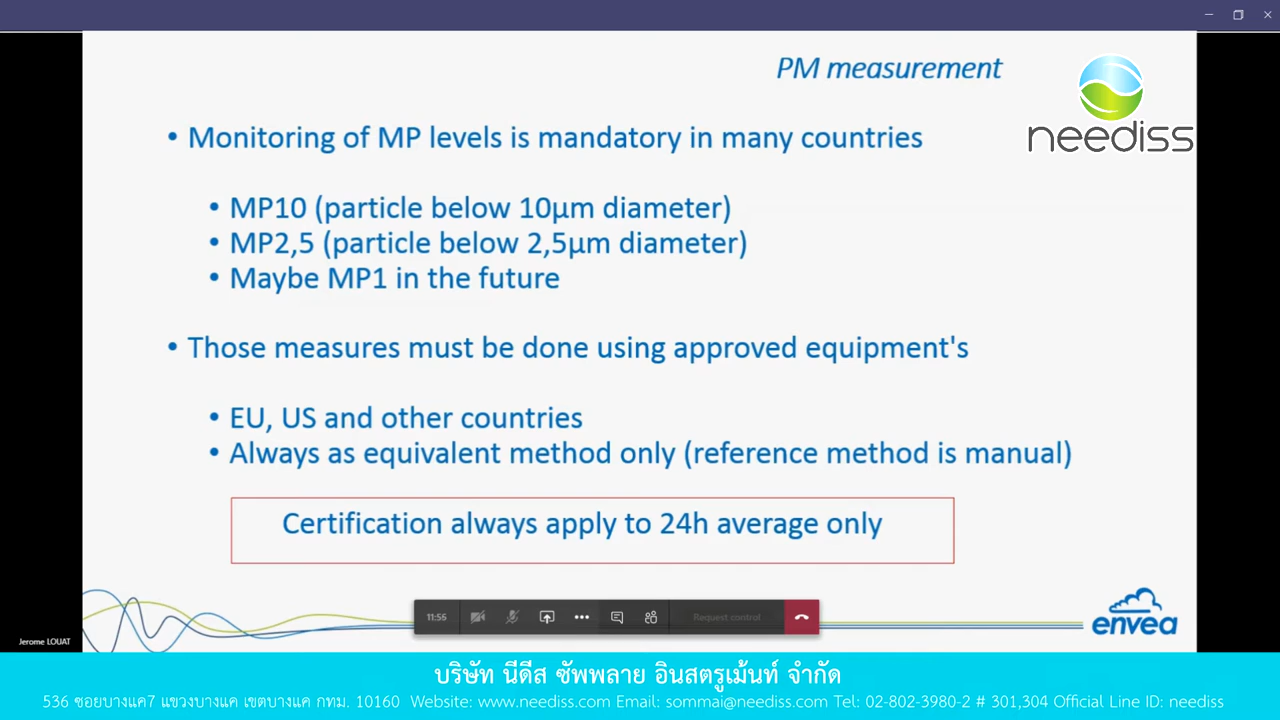 PM measurement
neediss
• Monitoring of MP levels is mandatory in many countries
• MP10 (particle below 10µm diameter)
• MP2,5 (particle below 2,5µm diameter)
• Maybe MP1 in the future
• Those measures must be done using approved equipment's
• EU, US and other countries
• Always as equivalent method only (reference method is manual)
Certification always apply to 24h average only
11:56
Request control
envea
Jerome LOUAT
บริษัท นีดีส ซัพพลาย อินสตรูเม้นท์ จำกัด
536 ซอยบางแค7 แขวงบางแค เขตบางแค กทม. 10160 Website: www.neediss.com Email: sommai@neediss.com Tel: 02-802-3980-2 # 301,304 Official Line ID: neediss